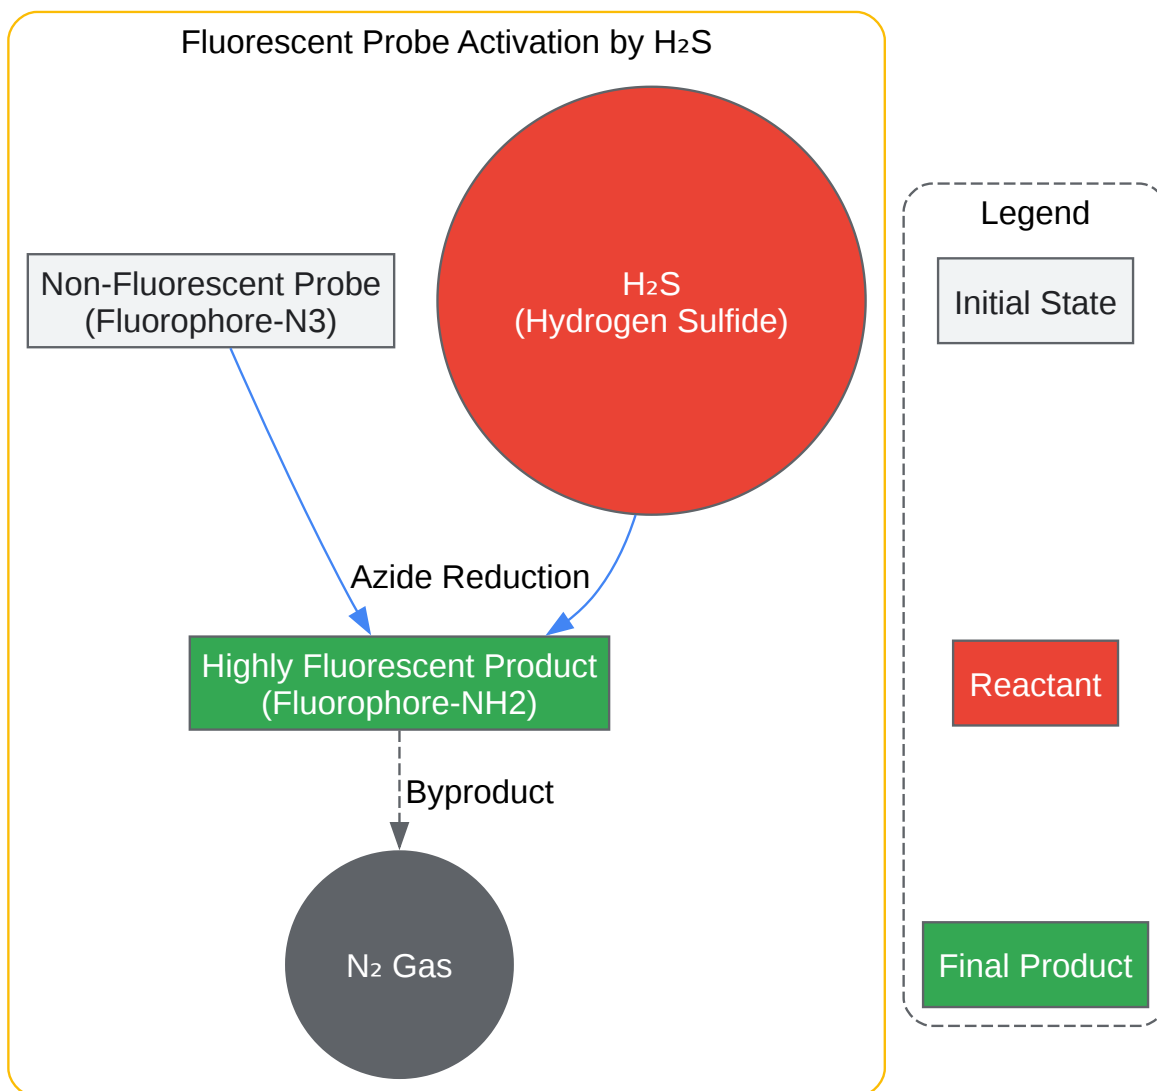 Fluorescent Probe Activation by H₂S
Non-Fluorescent Probe
(Fluorophore-N3)
H₂S
(Hydrogen Sulfide)
Azide Reduction
Highly Fluorescent Product
(Fluorophore-NH2)
Byproduct
N₂ Gas
Legend
Initial State
Reactant
Final Product